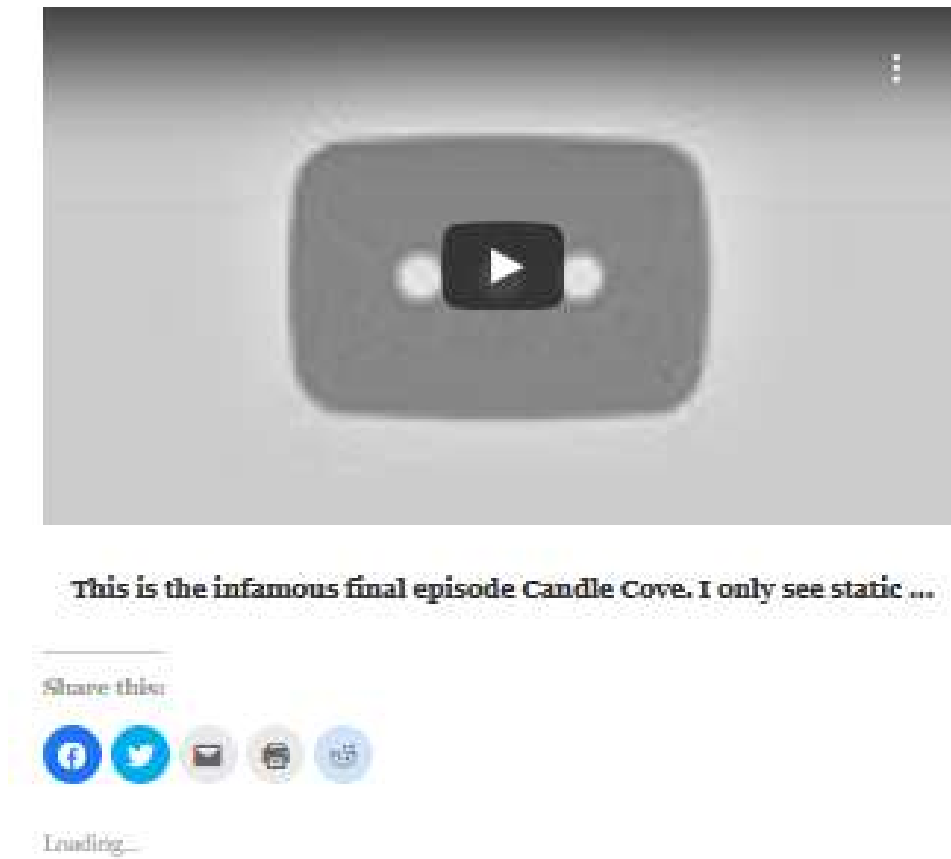 This is the infamous final episode Candle Cove. I only see static ...
Share this:
Loading...